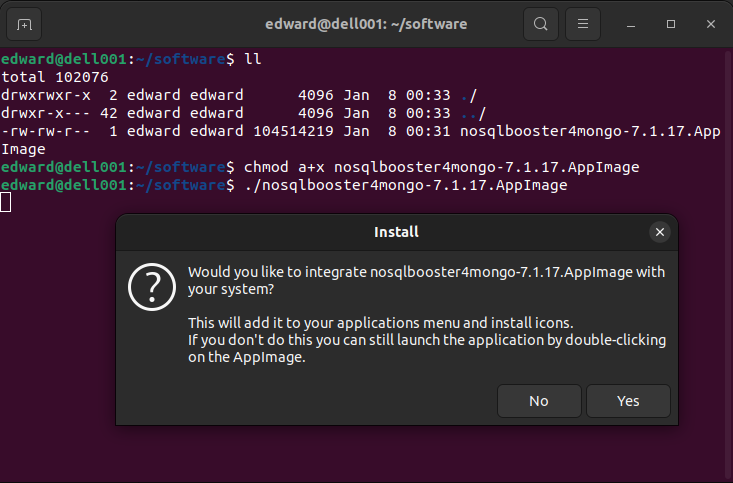 edward@dell001: ~/software
edward@dell001:~/software$ ll
total 102076
drwxrwxr-x  2 edward edward      4096 Jan  8 00:33 ./
drwxr-x--- 42 edward edward      4096 Jan  8 00:33 ../
-rw-rw-r--  1 edward edward 104514219 Jan  8 00:31 nosqlbooster4mongo-7.1.17.App
Image
edward@dell001:~/software$ chmod a+x nosqlbooster4mongo-7.1.17.AppImage
edward@dell001:~/software$ ./nosqlbooster4mongo-7.1.17.AppImage
Install
?
Would you like to integrate nosqlbooster4mongo-7.1.17.AppImage with
your system?
This will add it to your applications menu and install icons.
If you don't do this you can still launch the application by double-clicking
on the AppImage.
No
Yes